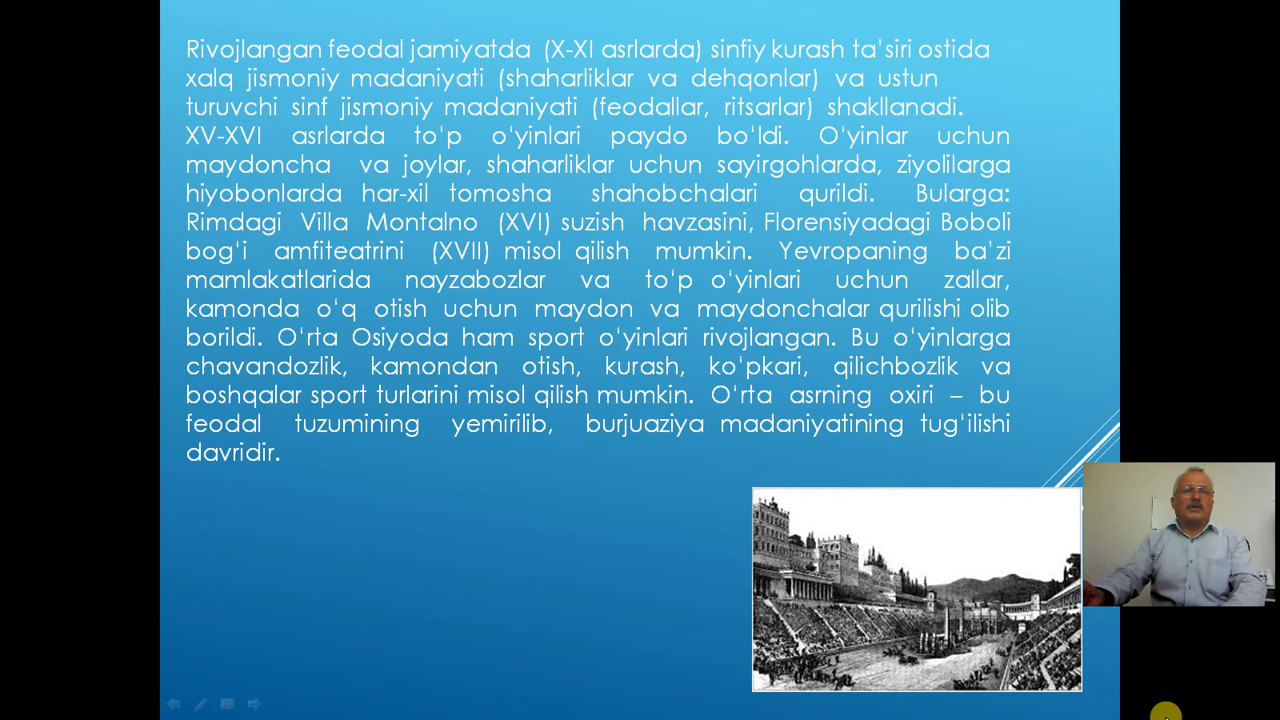 Rivojlangan feodal jamiyatda (X-XI asrlarda) sinfiy kurash ta'siri ostida
xalq jismoniy madaniyati (shaharliklar va dehqonlar) va ustun
turuvchi sinf jismoniy madaniyati (feodallar, ritsarlar) shakllanadi.
XV-XVI asrlarda to'p o'yinlari paydo bo'ldi. O'yinlar uchun
maydoncha va joylar, shaharliklar uchun sayirgohlarda, ziyolilarga
hiyobonlarda har-xil tomosha shahobchalari qurildi. Bularga:
Rimdagi Villa Montalno (XVI) suzish havzasini, Florensiyadagi Boboli
bog'i amfiteatrini (XVII) misol qilish mumkin. Yevropaning ba'zi
mamlakatlarida nayzabozlar va to'p o'yinlari uchun zallar,
kamonda o'q otish uchun maydon va maydonchalar qurilishi olib
borildi. O'rta Osiyoda ham sport o'yinlari rivojlangan. Bu o'yinlarga
chavandozlik, kamondan otish, kurash, ko'pkari, qilichbozlik va
boshqalar sport turlarini misol qilish mumkin. O'rta asrning oxiri – bu
feodal tuzumining yemirilib, burjuaziya madaniyatining tug'ilishi
davridir.